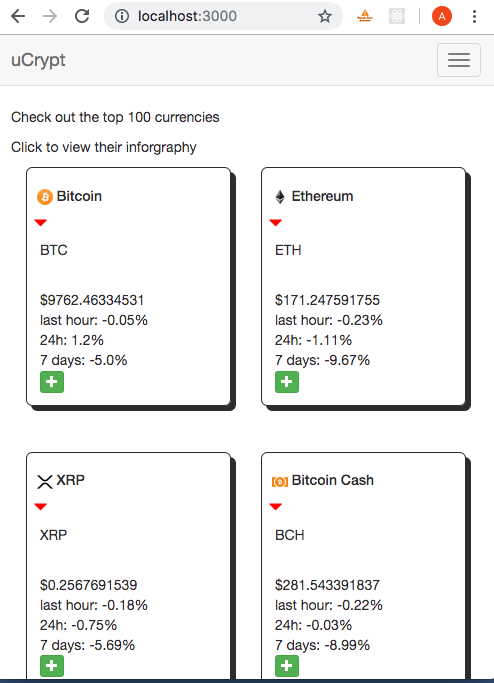 localhost:3000
A
uCrypt
Check out the top 100 currencies
Click to view their inforgraphy
Bitcoin
BTC
$9762.46334531
last hour: -0.05%
24h: 1.2%
7 days: -5.0%
Ethereum
ETH
$171.247591755
last hour: -0.23%
24h: -1.11%
7 days: -9.67%
XRP
XRP
$0.2567691539
last hour: -0.18%
24h: -0.75%
7 days: -5.69%
Bitcoin Cash
BCH
$281.543391837
last hour: -0.22%
24h: -0.03%
7 days: -8.99%